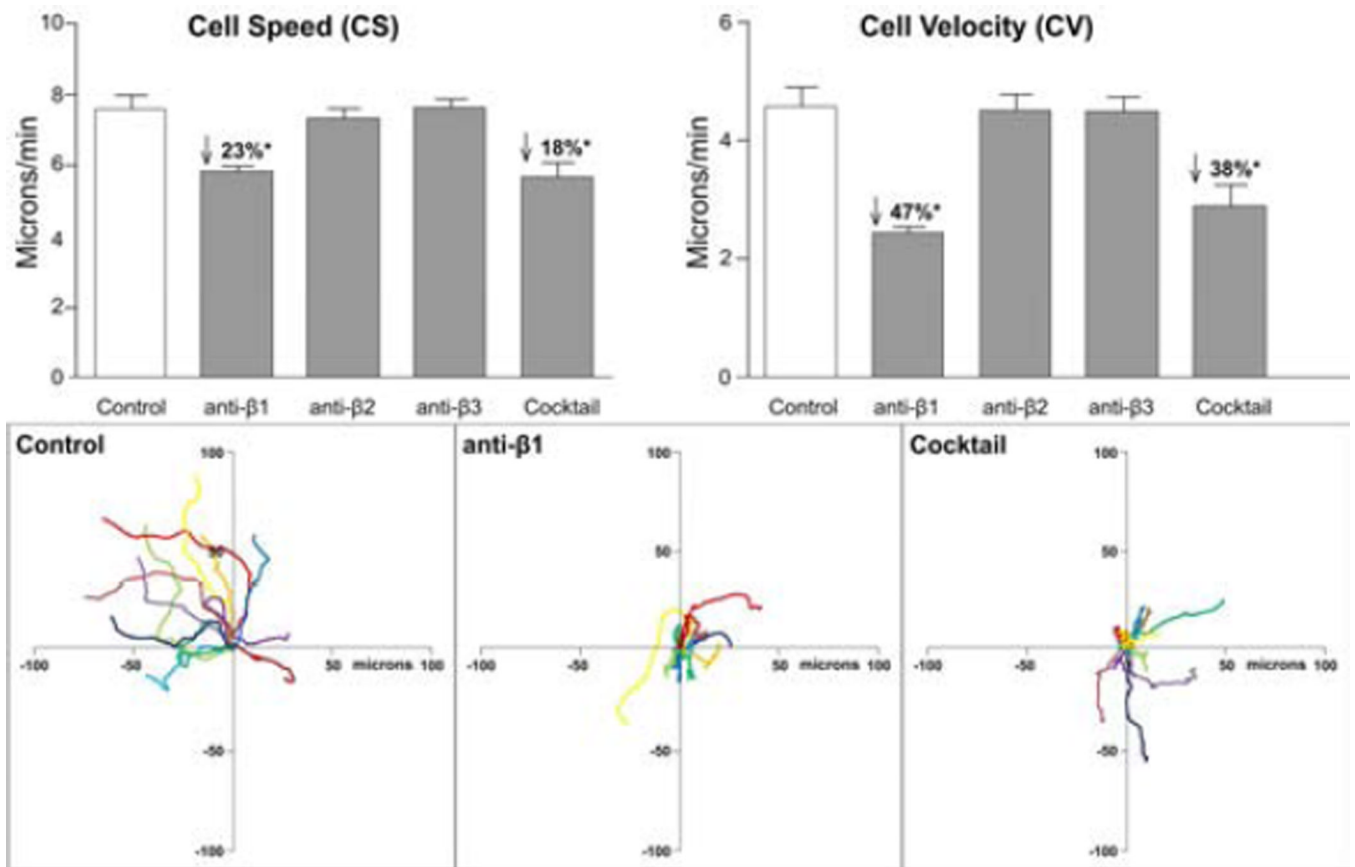 Cell Speed (CS)
10
8
6
4
2
0
Microns/min
23%*
18%*
Control anti-β1 anti-β2 anti-β3 Cocktail
Cell Velocity (CV)
6
4
2
0
Microns/min
47%*
38%*
Control anti-β1 anti-β2 anti-β3 Cocktail
Control
100
50
-100 -50 50 microns 100
-50
-100
anti-β1
100
50
-100 -50 50 microns 100
-50
-100
Cocktail
100
50
-100 -50 50 microns 100
-50
-100